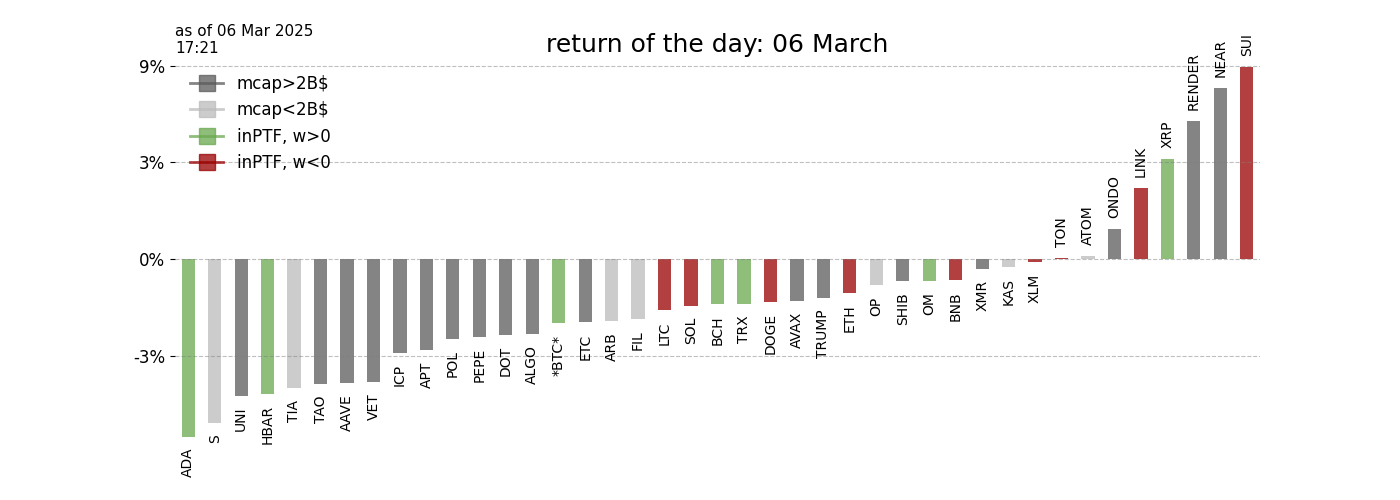 as of 06 Mar 2025
17:21
return of the day: 06 March
9%
3%
0%
-3%
mcap>2B$
mcap<2B$
inPTF, w>0
inPTF, w<0
ADA
S
UNI
HBAR
TIA
TAO
AAVE
VET
ICP
APT
POL
PEPE
DOT
ALGO
*BTC*
ETC
ARB
FIL
LTC
SOL
BCH
TRX
DOGE
AVAX
TRUMP
ETH
OP
SHIB
OM
BNB
XMR
KAS
XLM
TON
ATOM
ONDO
LINK
XRP
RENDER
NEAR
SUI